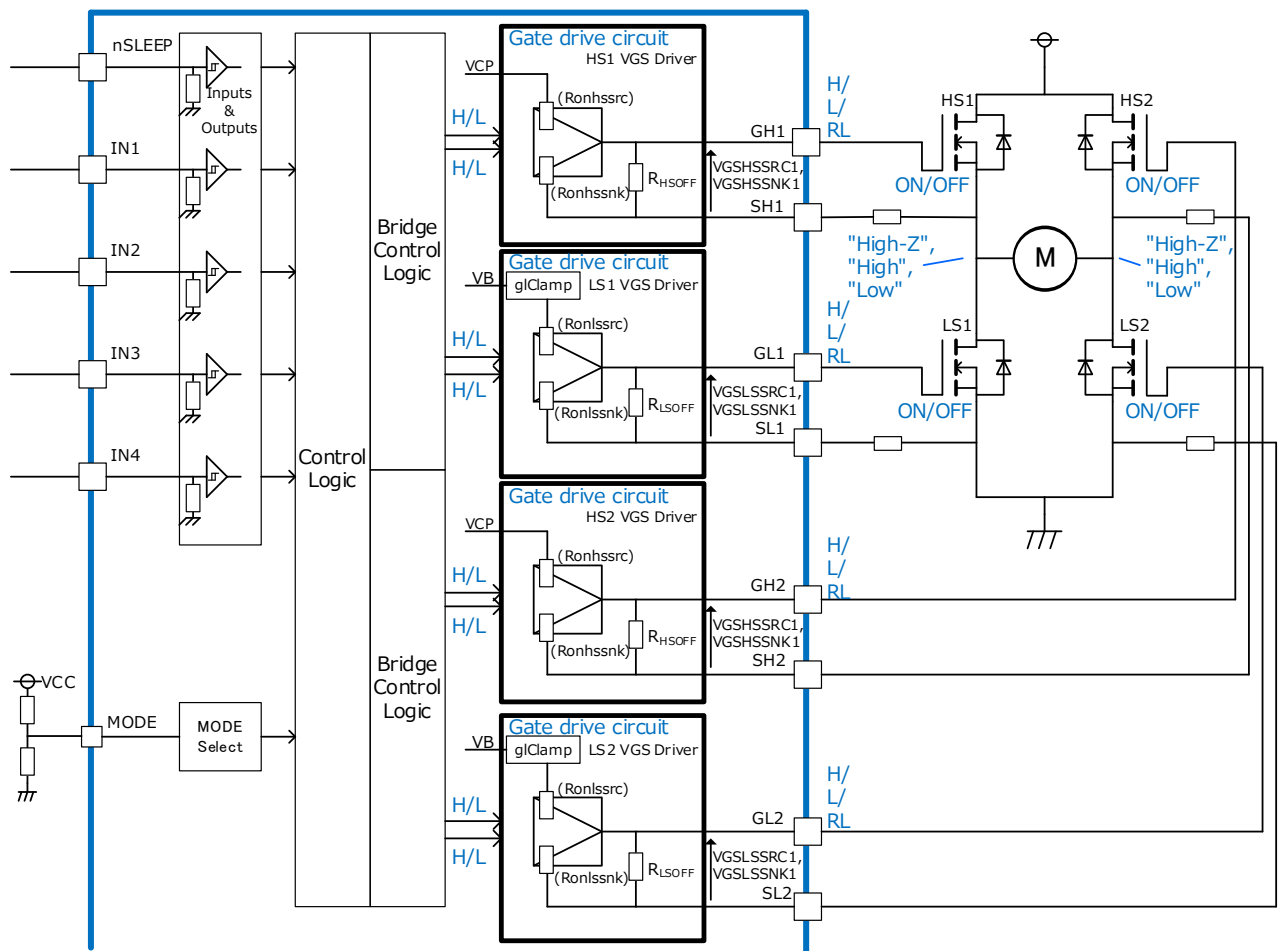 nSLEEP
IN1
IN2
IN3
IN4
Inputs
&
Outputs
VCC
MODE
MODE
Select
Control
Logic
Bridge
Control
Logic
Bridge
Control
Logic
H/L
H/L
H/L
H/L
H/L
H/L
H/L
H/L
Gate drive circuit
HS1 VGS Driver
VCP
(Ronhssrc)
(Ronhssnk)
RHSOFF
GH1
VGSHSSRC1,
VGSHSSNK1
SH1
H/
L/
RL
Gate drive circuit
VB
glClamp
LS1 VGS Driver
(Ronlssrc)
(Ronlssnk)
RLSOFF
GL1
VGSLSSRC1,
VGSLSSNK1
SL1
H/
L/
RL
Gate drive circuit
HS2 VGS Driver
VCP
(Ronhssrc)
(Ronhssnk)
RHSOFF
GH2
VGSHSSRC1,
VGSHSSNK1
SH2
H/
L/
RL
Gate drive circuit
VB
glClamp
LS2 VGS Driver
(Ronlssrc)
(Ronlssnk)
RLSOFF
GL2
VGSLSSRC1,
VGSLSSNK1
SL2
H/
L/
RL
HS1
HS2
ON/OFF
ON/OFF
"High-Z",
"High",
"Low"
M
"High-Z",
"High",
"Low"
LS1
LS2
ON/OFF
ON/OFF